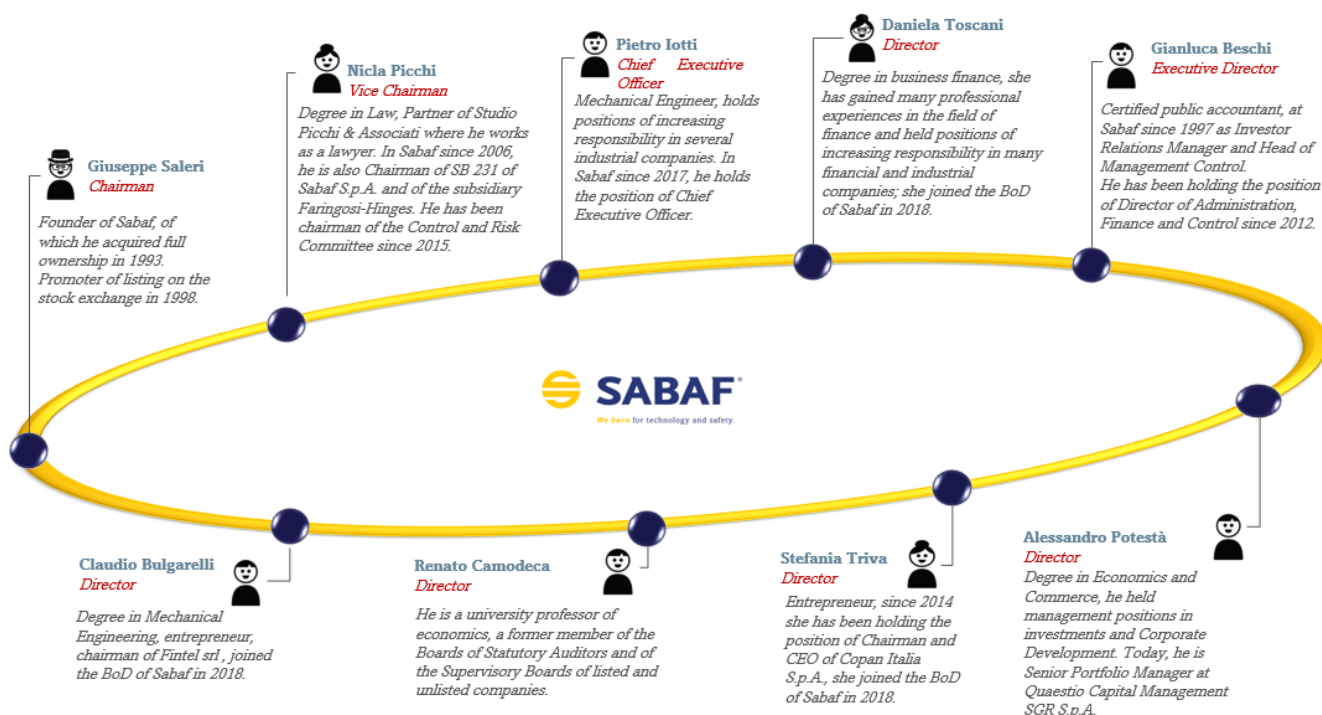 Giuseppe Saleri
Chairman
Founder of Sabaf, of
which he acquired full
ownership in 1993.
Promoter of listing on the
stock exchange in 1998.
Nicla Picchi
Vice Chairman
Degree in Law, Partner of Studio
Picchi & Associati where he works
as a lawyer. In Sabaf since 2006,
he is also Chairman of SB 231 of
Sabaf S.p.A. and of the subsidiary
Faringosi-Hinges. He has been
chairman of the Control and Risk
Committee since 2015.
Pietro Iotti
Chief Executive
Officer
Mechanical Engineer, holds
positions of increasing
responsibility in several
industrial companies. In
Sabaf since 2017, he holds
the position of Chief
Executive Officer.
Daniela Toscani
Director
Degree in business finance, she
has gained many professional
experiences in the field of
finance and held positions of
increasing responsibility in many
financial and industrial
companies; she joined the BoD
of Sabaf in 2018.
Gianluca Beschi
Executive Director
Certified public accountant, at
Sabaf since 1997 as Investor
Relations Manager and Head of
Management Control.
He has been holding the position
of Director of Administration,
Finance and Control since 2012.
SABAF®
We burn for technology and safety.
Claudio Bulgarelli
Director
Degree in Mechanical
Engineering, entrepreneur,
chairman of Fintel srl , joined
the BoD of Sabaf in 2018.
Renato Camodeca
Director
He is a university professor of
economics, a former member of the
Boards of Statutory Auditors and of
the Supervisory Boards of listed and
unlisted companies.
Stefania Triva
Director
Entrepreneur, since 2014
she has been holding the
position of Chairman and
CEO of Copan Italia
S.p.A., she joined the BoD
of Sabaf in 2018.
Alessandro Potestà
Director
Degree in Economics and
Commerce, he held
management positions in
investments and Corporate
Development. Today, he is
Senior Portfolio Manager at
Quaestio Capital Management
SGR S.p.A.